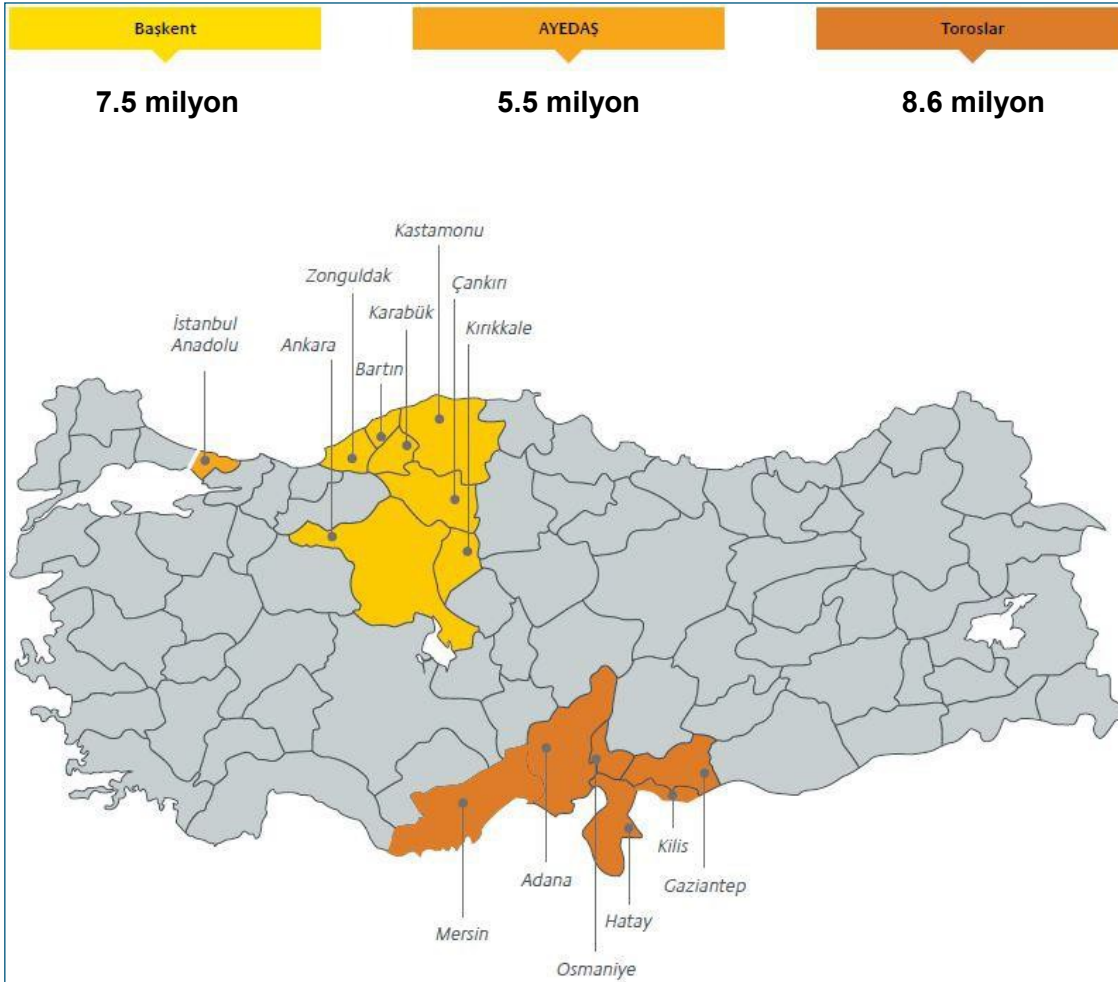 Başkent
AYEDAŞ
Toroslar
7.5 milyon
5.5 milyon
8.6 milyon
Kastamonu
Zonguldak
Çankırı
Karabük
İstanbul
Anadolu
Kırıkkale
Ankara
Bartın
Kilis
Adana
Gaziantep
Hatay
Mersin
Osmaniye